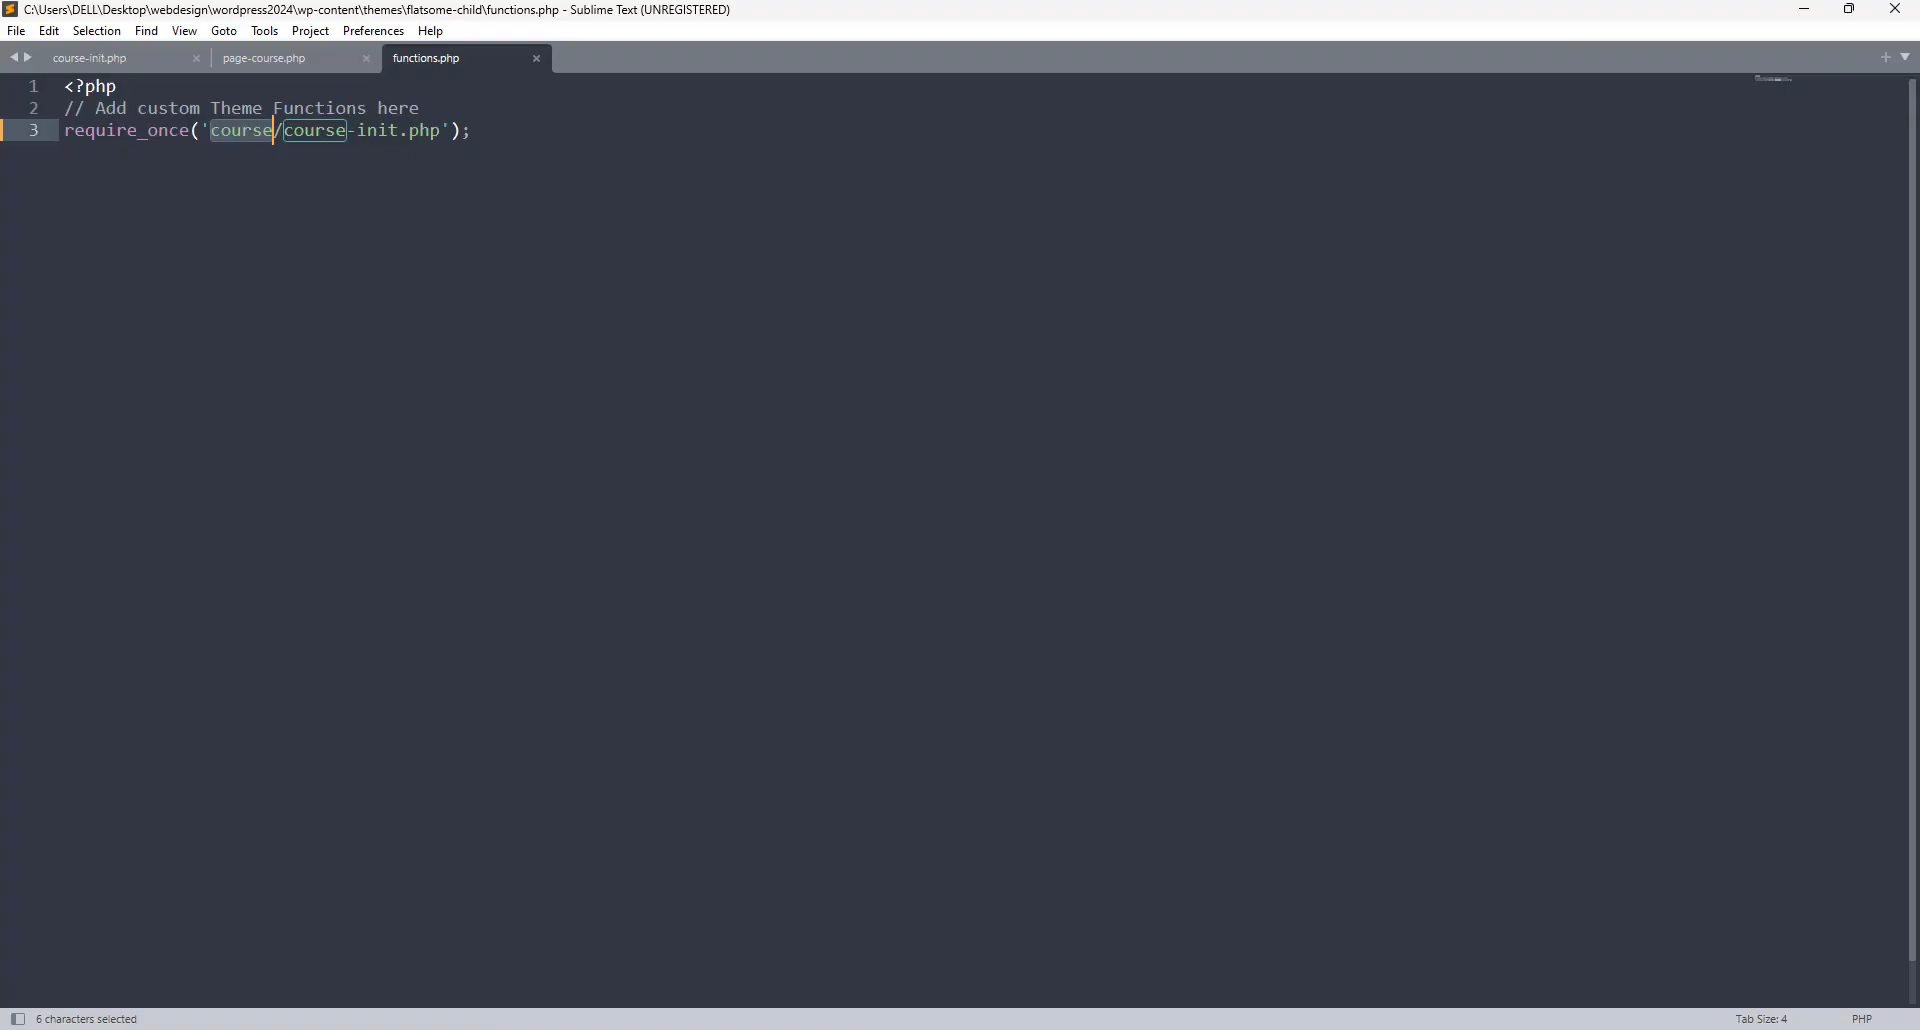 C:\Users\DELL\Desktop\webdesign\wordpress2024\wp-content\themes\flatsome-child\functions.php - Sublime Text (UNREGISTERED)
File Edit Selection Find View Goto Tools Project Preferences Help
course-init.php page-course.php functions.php
1 <?php
2 // Add custom Theme Functions here
3 require_once('course/course-init.php');
6 characters selected Tab Size: 4 PHP